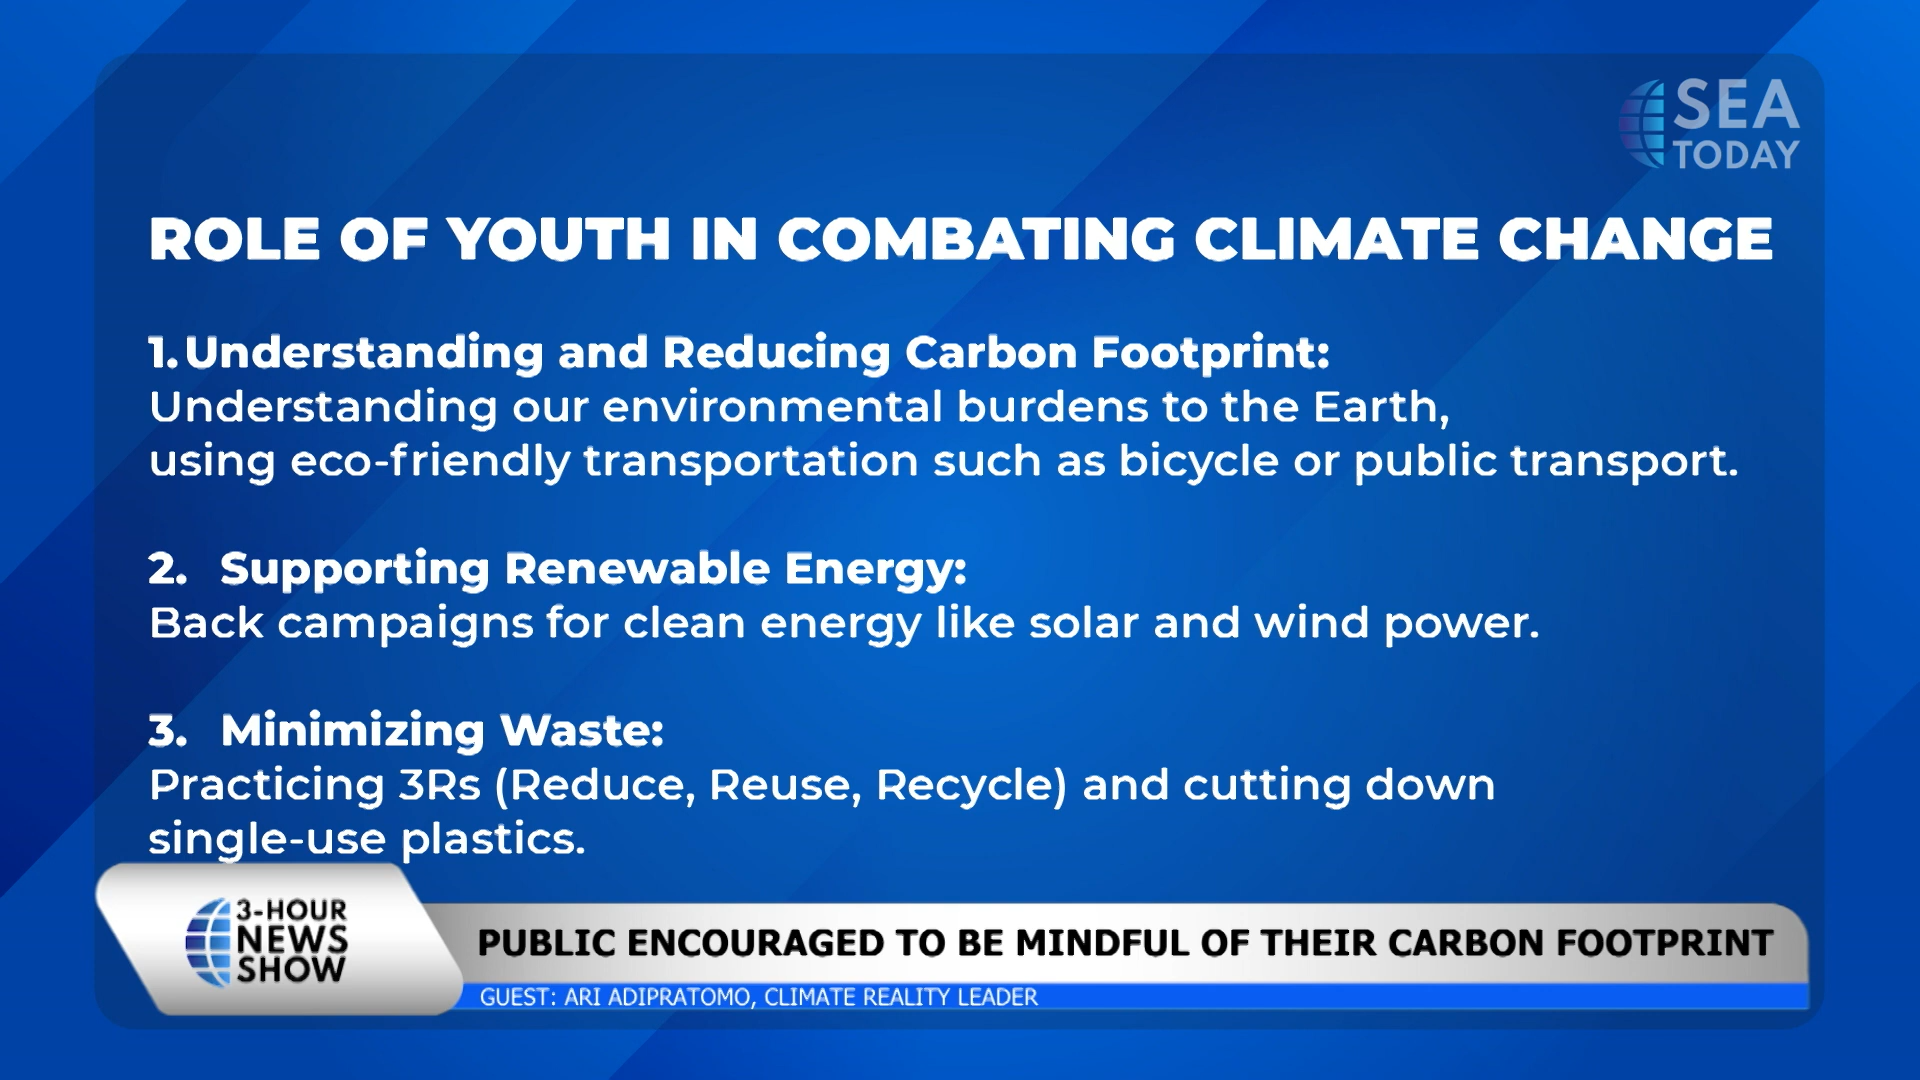 SEA
TODAY
ROLE OF YOUTH IN COMBATING CLIMATE CHANGE
1. Understanding and Reducing Carbon Footprint:
Understanding our environmental burdens to the Earth,
using eco-friendly transportation such as bicycle or public transport.
2. Supporting Renewable Energy:
Back campaigns for clean energy like solar and wind power.
3. Minimizing Waste:
Practicing 3Rs (Reduce, Reuse, Recycle) and cutting down
single-use plastics.
3-HOUR
NEWS
SHOW
PUBLIC ENCOURAGED TO BE MINDFUL OF THEIR CARBON FOOTPRINT
GUEST: ARI ADIPRATOMO, CLIMATE REALITY LEADER